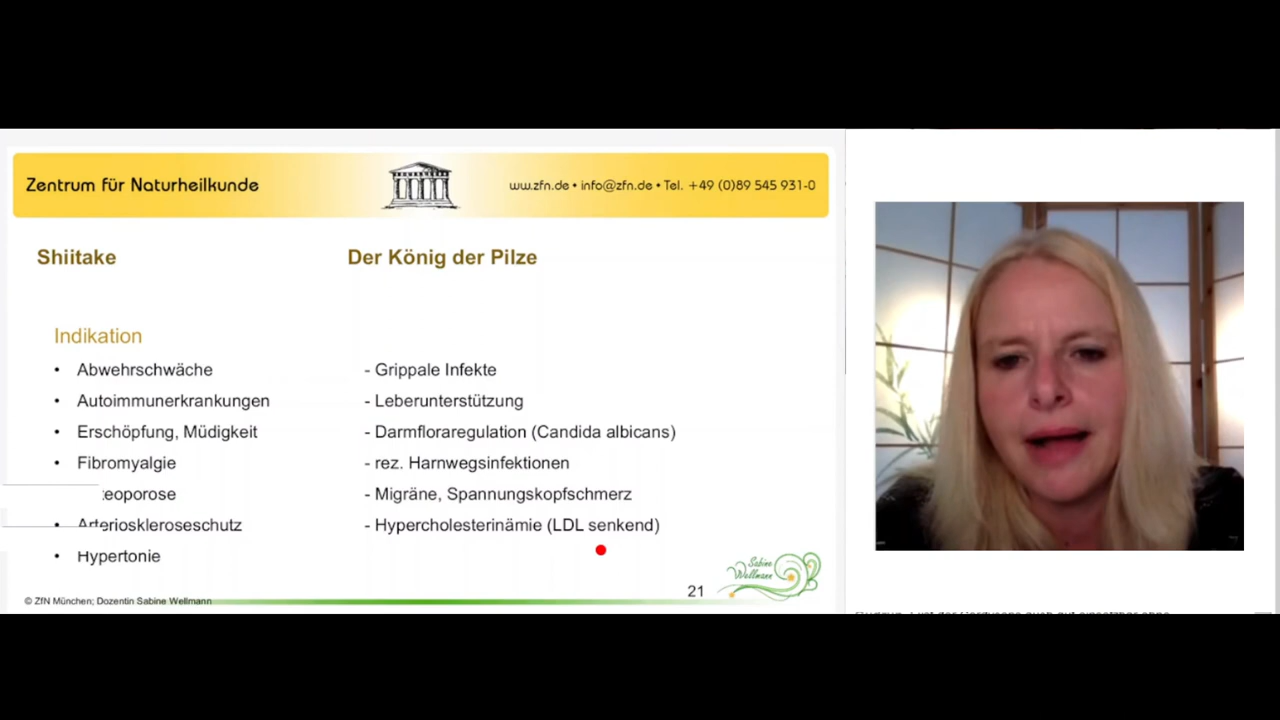 Zentrum für Naturheilkunde
ww.zfn.de • info@zfn.de • Tel. +49 (0)89 545 931-0
Shiitake
Der König der Pilze
Indikation
• Abwehrschwäche
- Grippale Infekte
• Autoimmunerkrankungen
- Leberunterstützung
• Erschöpfung, Müdigkeit
- Darmfloraregulation (Candida albicans)
• Fibromyalgie
- rez. Harnwegsinfektionen
teoporose
- Migräne, Spannungskopfschmerz
• Arterioskleroseschutz
- Hypercholesterinämie (LDL senkend)
• Hypertonie
Sabine
Wellmann
21
© ZfN München; Dozentin Sabine Wellmann